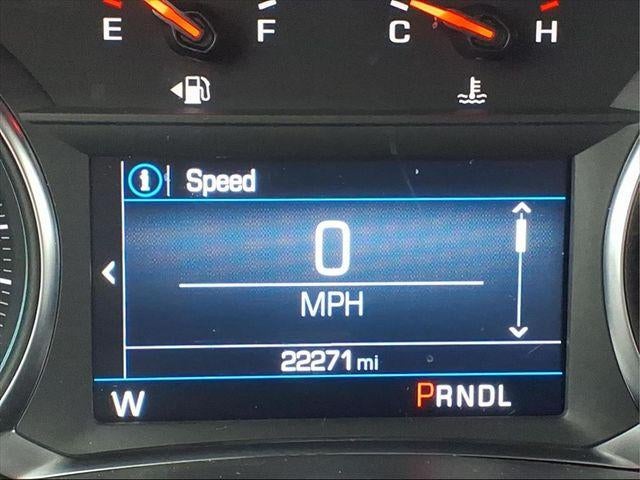 E F C H
Speed
0
MPH
22271 mi
W PRNDL